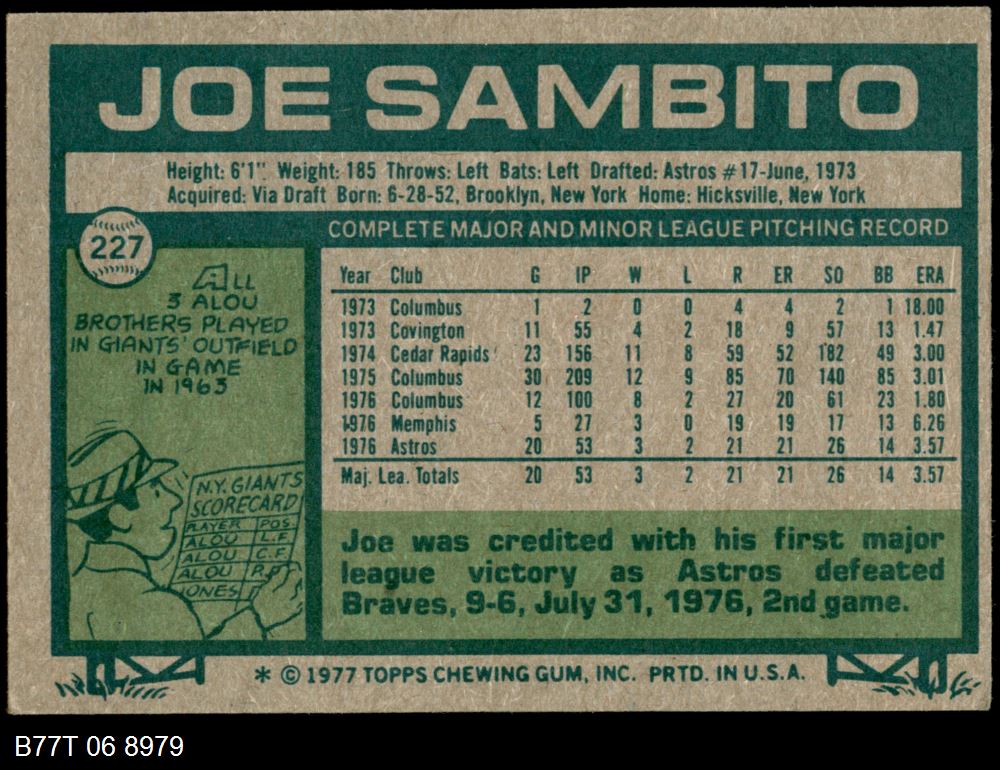 JOE SAMBITO
Height: 6'1" Weight: 185 Throws: Left Bats: Left Drafted: Astros #17-June, 1973
Acquired: Via Draft Born: 6-28-52, Brooklyn, New York Home: Hicksville, New York
227
COMPLETE MAJOR AND MINOR LEAGUE PITCHING RECORD
ALL
3 ALOU
BROTHERS PLAYED
IN GIANTS' OUTFIELD
IN GAME
IN 1963
N.Y. GIANTS
SCORECARD
PLAYER POS
ALOU L.F.
ALOU C.F.
ALOU R.F.
JONES
Year Club G IP W L R ER SO BB ERA
1973 Columbus 1 2 0 0 4 4 2 1 18.00
1973 Covington 11 55 4 2 18 9 57 13 1.47
1974 Cedar Rapids 23 156 11 8 59 52 182 49 3.00
1975 Columbus 30 209 12 9 85 70 140 85 3.01
1976 Columbus 12 100 8 2 27 20 61 23 1.80
1976 Memphis 5 27 3 0 19 19 17 13 6.26
1976 Astros 20 53 3 2 21 21 26 14 3.57
Maj. Lea. Totals 20 53 3 2 21 21 26 14 3.57
Joe was credited with his first major
league victory as Astros defeated
Braves, 9-6, July 31, 1976, 2nd game.
* © 1977 TOPPS CHEWING GUM, INC. PRTD. IN U.S.A.
B77T 06 8979